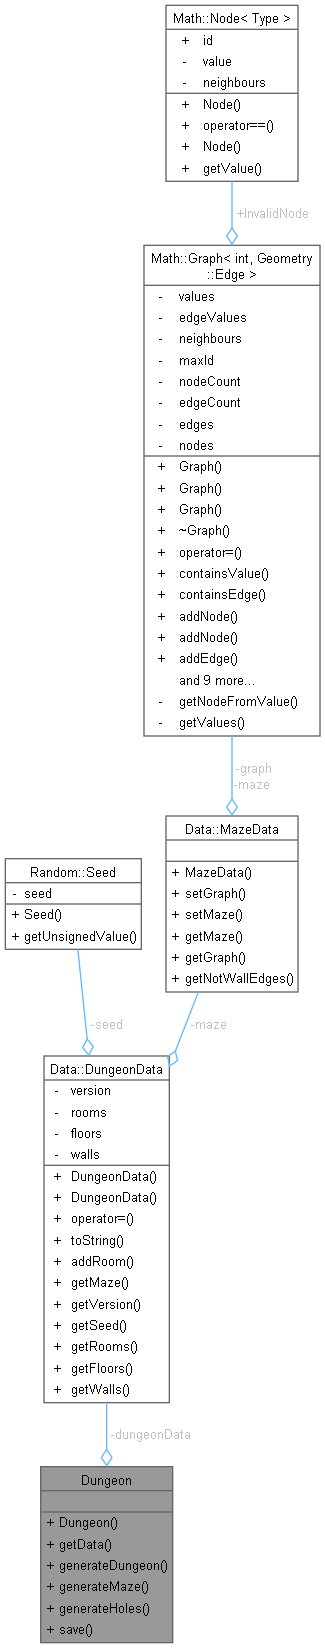 Math::Node< Type >
+ id
- value
- neighbours
+ Node()
+ operator==()
+ Node()
+ getValue()
+InvalidNode
Math::Graph< int, Geometry
::Edge >
- values
- edgeValues
- neighbours
- maxId
- nodeCount
- edgeCount
- edges
- nodes
+ Graph()
+ Graph()
+ Graph()
+ ~Graph()
+ operator=()
+ containsValue()
+ containsEdge()
+ addNode()
+ addNode()
+ addEdge()
and 9 more...
- getNodeFromValue()
- getValues()
-graph
-maze
Data::MazeData
+ MazeData()
+ setGraph()
+ setMaze()
+ getMaze()
+ getGraph()
+ getNotWallEdges()
Random::Seed
- seed
+ Seed()
+ getUnsignedValue()
-seed
-maze
Data::DungeonData
- version
- rooms
- floors
- walls
+ DungeonData()
+ DungeonData()
+ operator=()
+ toString()
+ addRoom()
+ getMaze()
+ getVersion()
+ getSeed()
+ getRooms()
+ getFloors()
+ getWalls()
-dungeonData
Dungeon
+ Dungeon()
+ getData()
+ generateDungeon()
+ generateMaze()
+ generateHoles()
+ save()